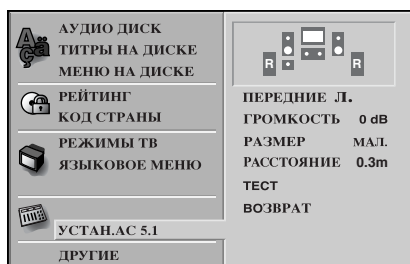 АУДИО ДИСК
ТИТРЫ НА ДИСКЕ
МЕНЮ НА ДИСКЕ
РЕЙТИНГ
КОД СТРАНЫ
РЕЖИМЫ ТВ
ЯЗЫКОВОЕ МЕНЮ
УСТАН.АС 5.1
ДРУГИЕ
R R
ПЕРЕДНИЕ Л.
ГРОМКОСТЬ 0 dB
РАЗМЕР МАЛ.
РАССТОЯНИЕ 0.3m
ТЕСТ
ВОЗВРАТ